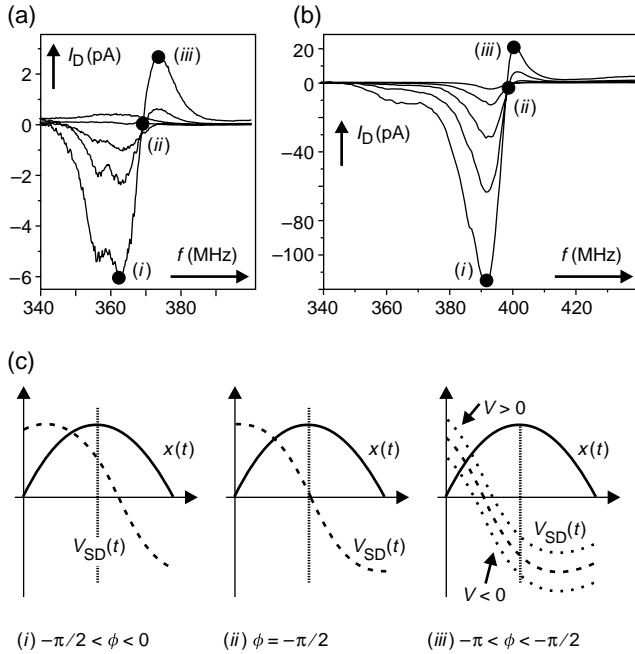 (a)
I_D (pA)
(iii)
2
0
(ii)
−2
−4
−6
(i)
f (MHz)
340 360 380
(b)
20
(iii)
0
(ii)
−20
I_D (pA)
−40
−60
−80
−100
(i)
f (MHz)
340 360 380 400 420
(c)
x(t)
V_SD(t)
x(t)
V_SD(t)
V > 0
x(t)
V_SD(t)
V < 0
(i) −π/2 < ϕ < 0
(ii) ϕ = −π/2
(iii) −π < ϕ < −π/2